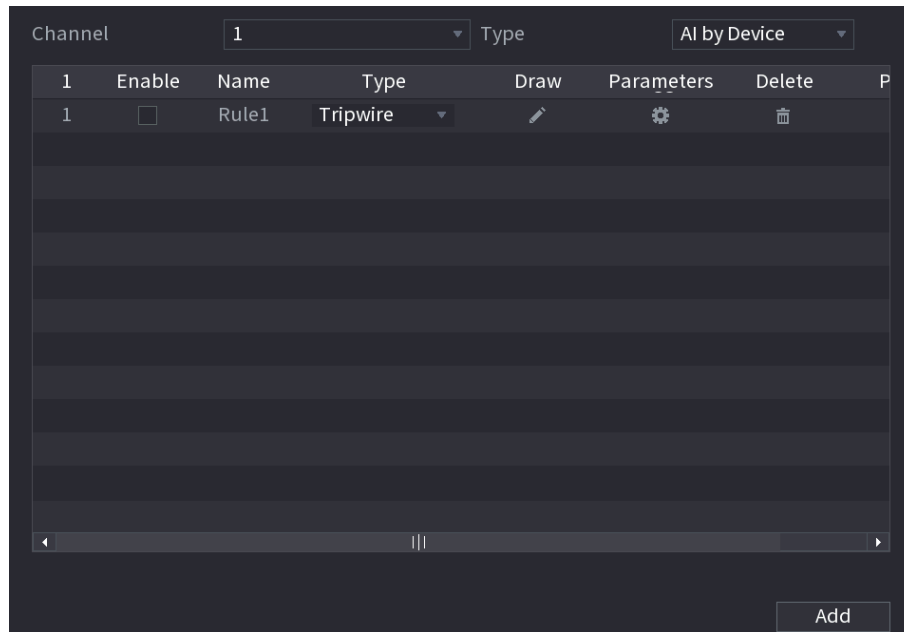 Channel 1 Type AI by Device
1 Enable Name Type Draw Parameters Delete P
1 Rule1 Tripwire
Add